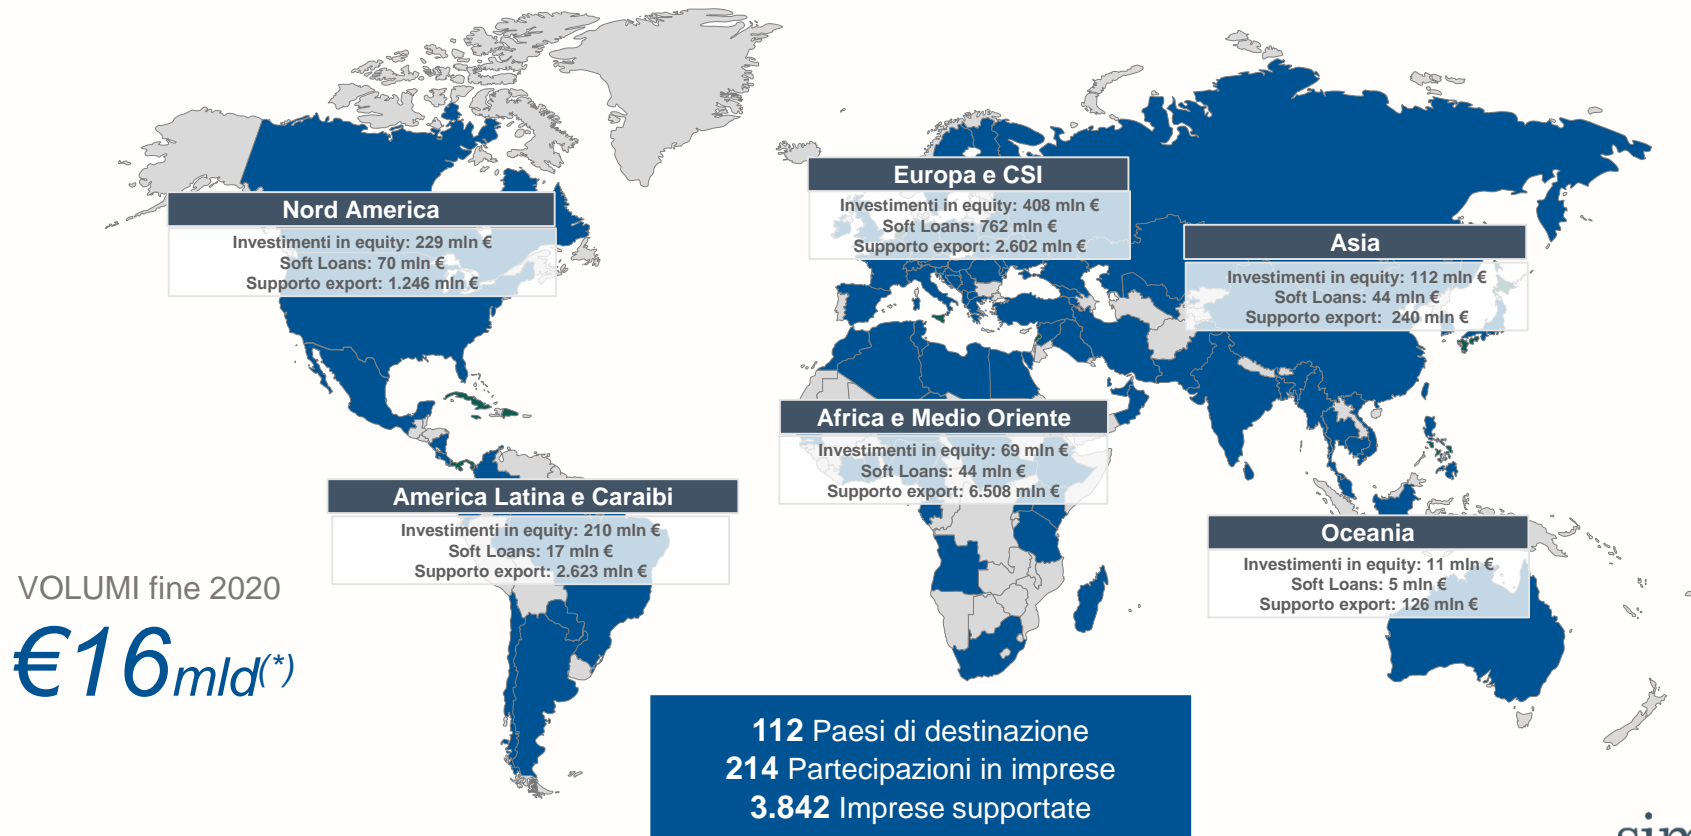 Europa e CSI
Investimenti in equity: 408 mln €
Soft Loans: 762 mln €
Supporto export: 2.602 mln €
Nord America
Investimenti in equity: 229 mln €
Soft Loans: 70 mln €
Supporto export: 1.246 mln €
Asia
Investimenti in equity: 112 mln €
Soft Loans: 44 mln €
Supporto export: 240 mln €
Africa e Medio Oriente
Investimenti in equity: 69 mln €
Soft Loans: 44 mln €
Supporto export: 6.508 mln €
America Latina e Caraibi
Investimenti in equity: 210 mln €
Soft Loans: 17 mln €
Supporto export: 2.623 mln €
Oceania
Investimenti in equity: 11 mln €
Soft Loans: 5 mln €
Supporto export: 126 mln €
VOLUMI fine 2020
€16mld(*)
112 Paesi di destinazione
214 Partecipazioni in imprese
3.842 Imprese supportate